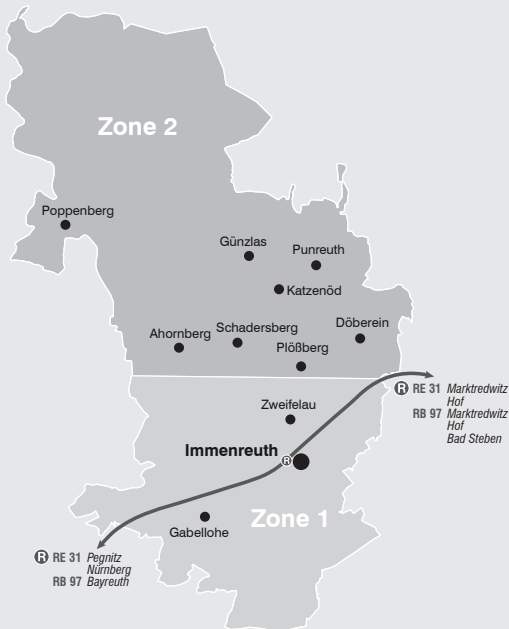 Zone 2
Poppenberg
Günzlas
Punreuth
Katzenöd
Ahornberg
Schadersberg
Döberein
Plößberg
R RE 31 Marktredwitz
Hof
RB 97 Marktredwitz
Hof
Bad Steben
Zweifelau
Immenreuth
R
Zone 1
Gabellohe
R RE 31 Pegnitz
Nürnberg
RB 97 Bayreuth